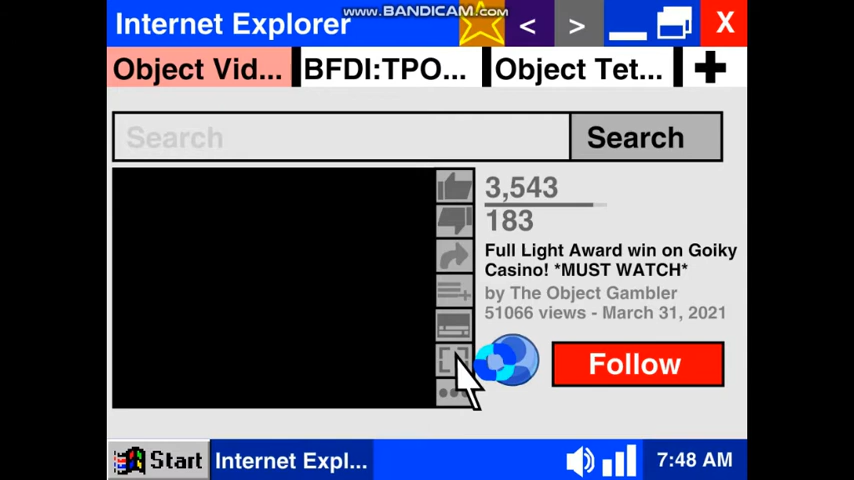 www.BANDICAM.com
Internet Explorer
< >
X
Object Vid... BFDI:TPO... Object Tet...
Search Search
3,543
183
Full Light Award win on Goiky
Casino! *MUST WATCH*
by The Object Gambler
51066 views - March 31, 2021
Follow
Start Internet Expl... 7:48 AM